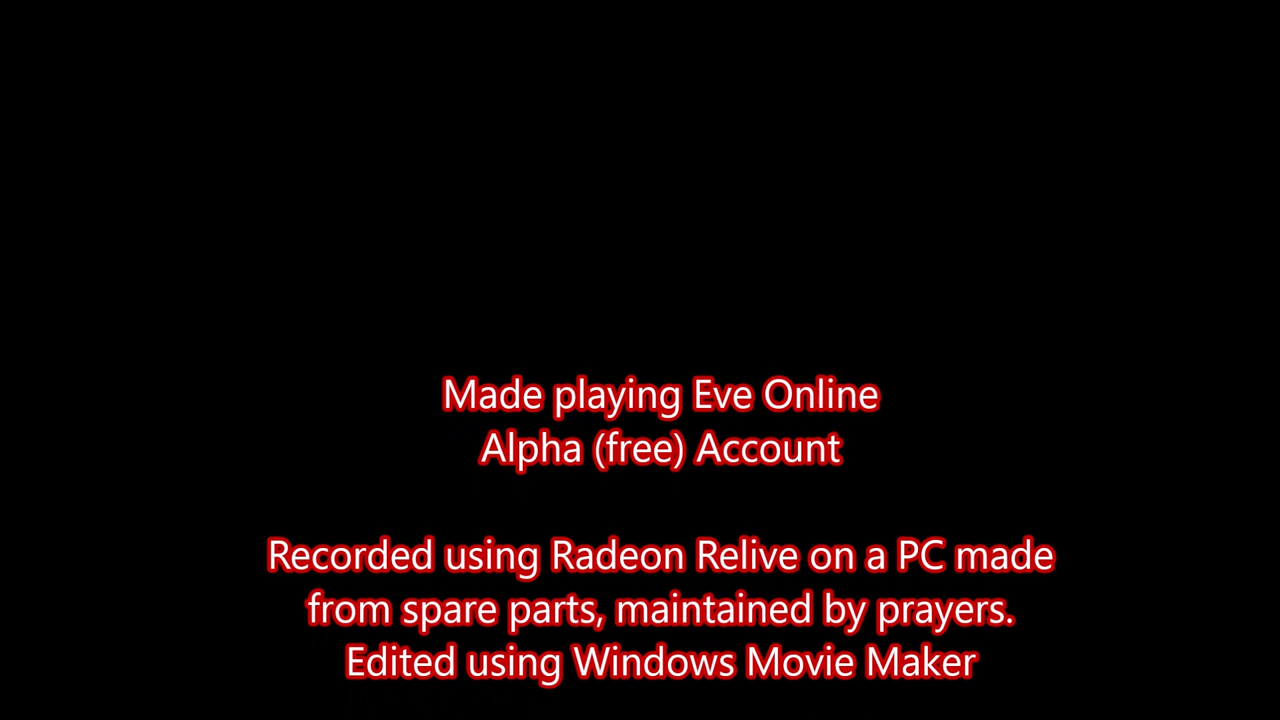 Made playing Eve Online
Alpha (free) Account
Recorded using Radeon Relive on a PC made
from spare parts, maintained by prayers.
Edited using Windows Movie Maker